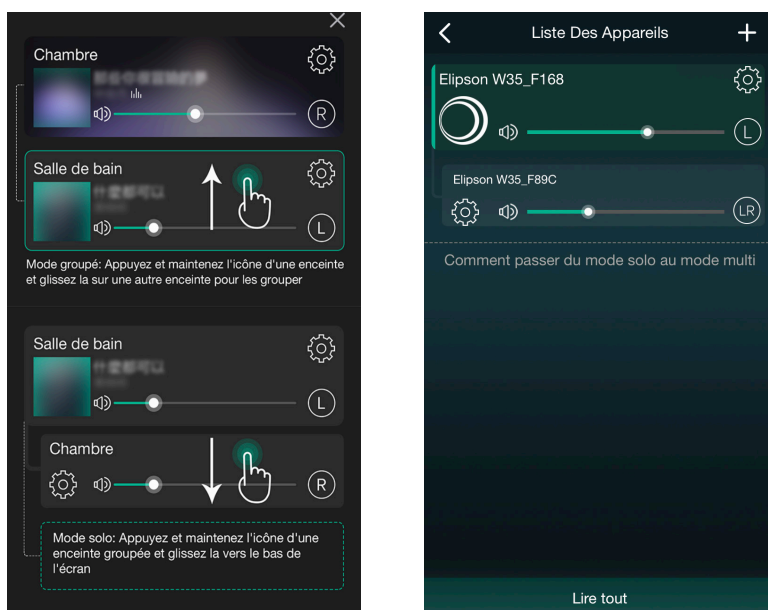 Chambre
R
Salle de bain
L
Mode groupé: Appuyez et maintenez l'icône d'une enceinte
et glissez la sur une autre enceinte pour les grouper
Salle de bain
L
Chambre
R
Mode solo: Appuyez et maintenez l'icône d'une
enceinte groupée et glissez la vers le bas de
l'écran
Liste Des Appareils
Elipson W35_F168
L
Elipson W35_F89C
LR
Comment passer du mode solo au mode multi
Lire tout